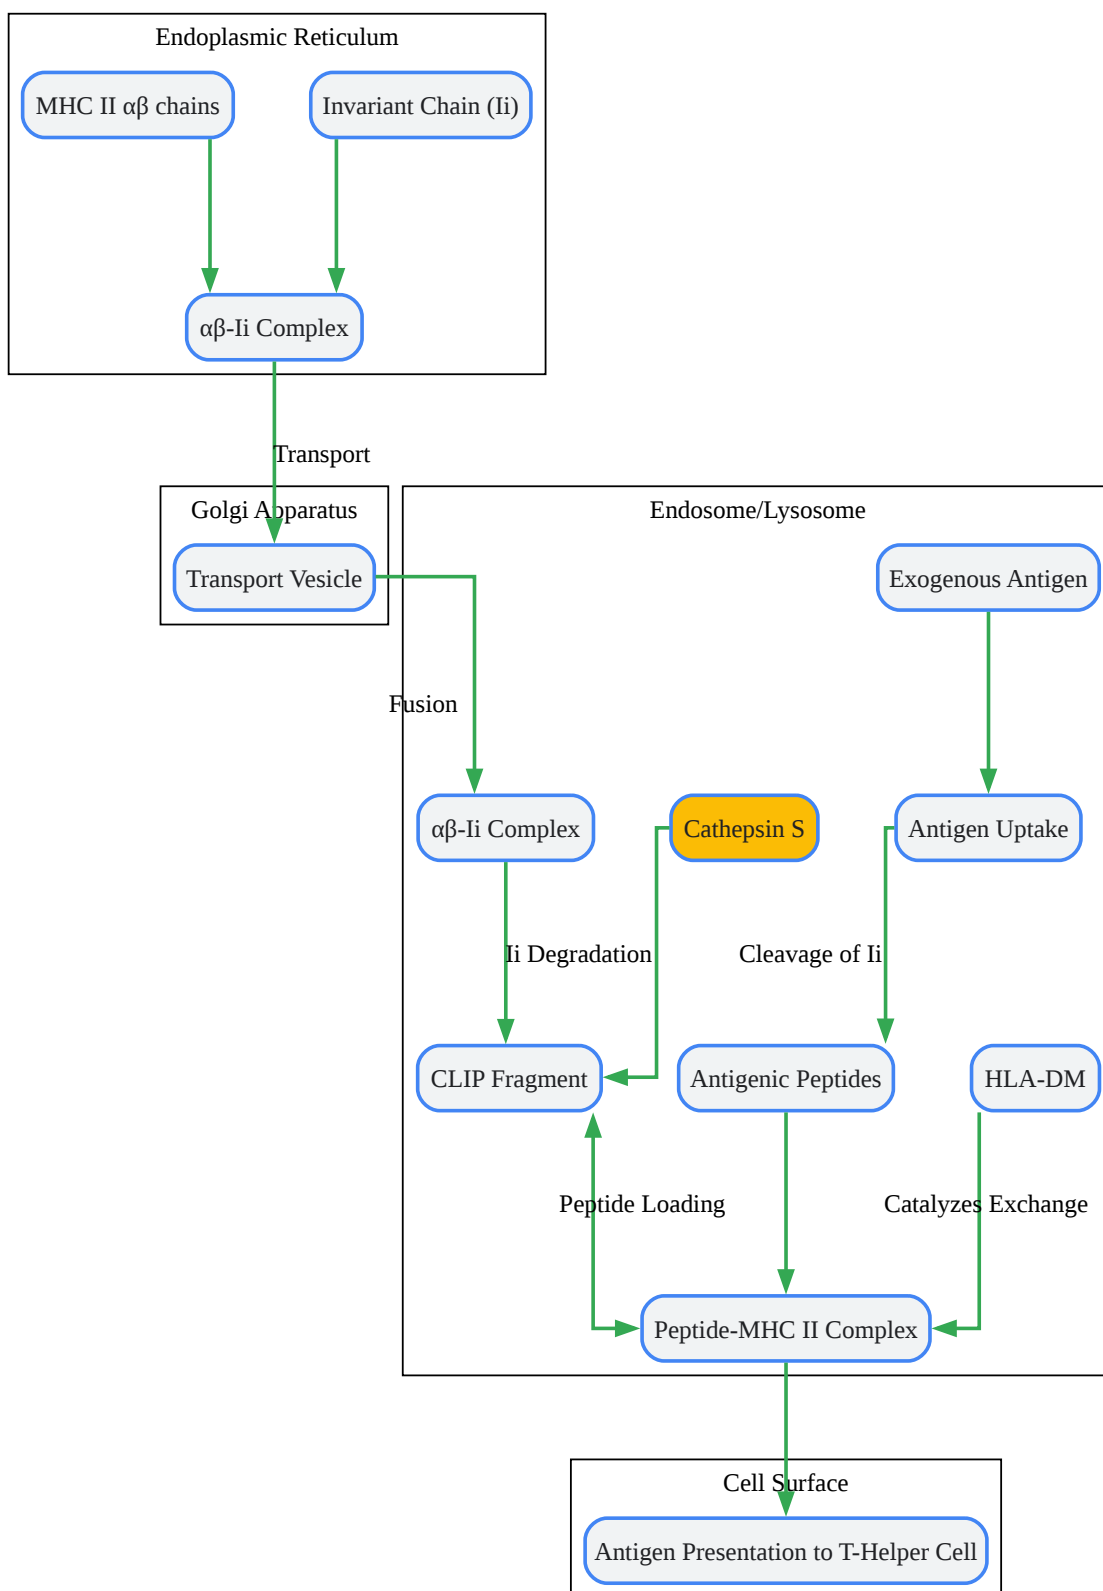 Endoplasmic Reticulum
MHC II αβ chains
Invariant Chain (Ii)
αβ-Ii Complex
Transport
Golgi Apparatus
Transport Vesicle
Endosome/Lysosome
Exogenous Antigen
Fusion
αβ-Ii Complex
Cathepsin S
Antigen Uptake
Ii Degradation
Cleavage of Ii
CLIP Fragment
Antigenic Peptides
HLA-DM
Peptide Loading
Catalyzes Exchange
Peptide-MHC II Complex
Cell Surface
Antigen Presentation to T-Helper Cell